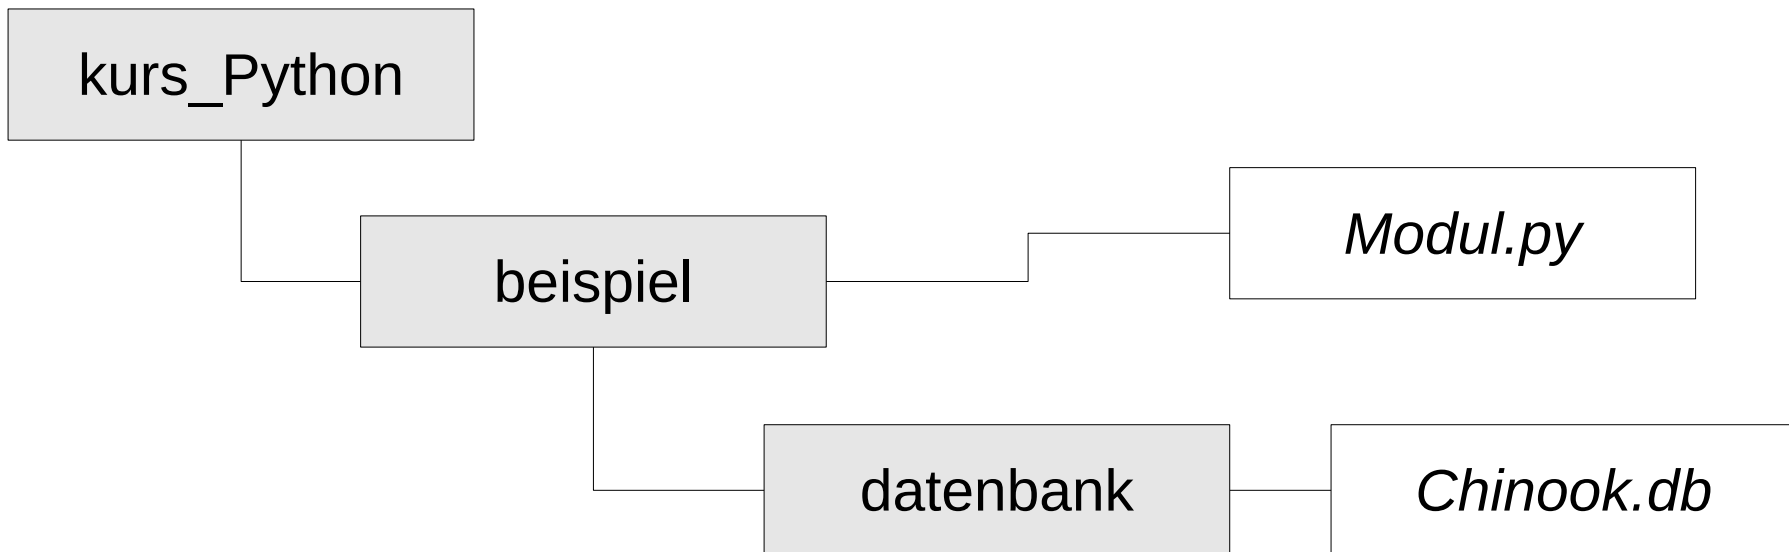 kurs_Python
Modul.py
beispiel
datenbank
Chinook.db